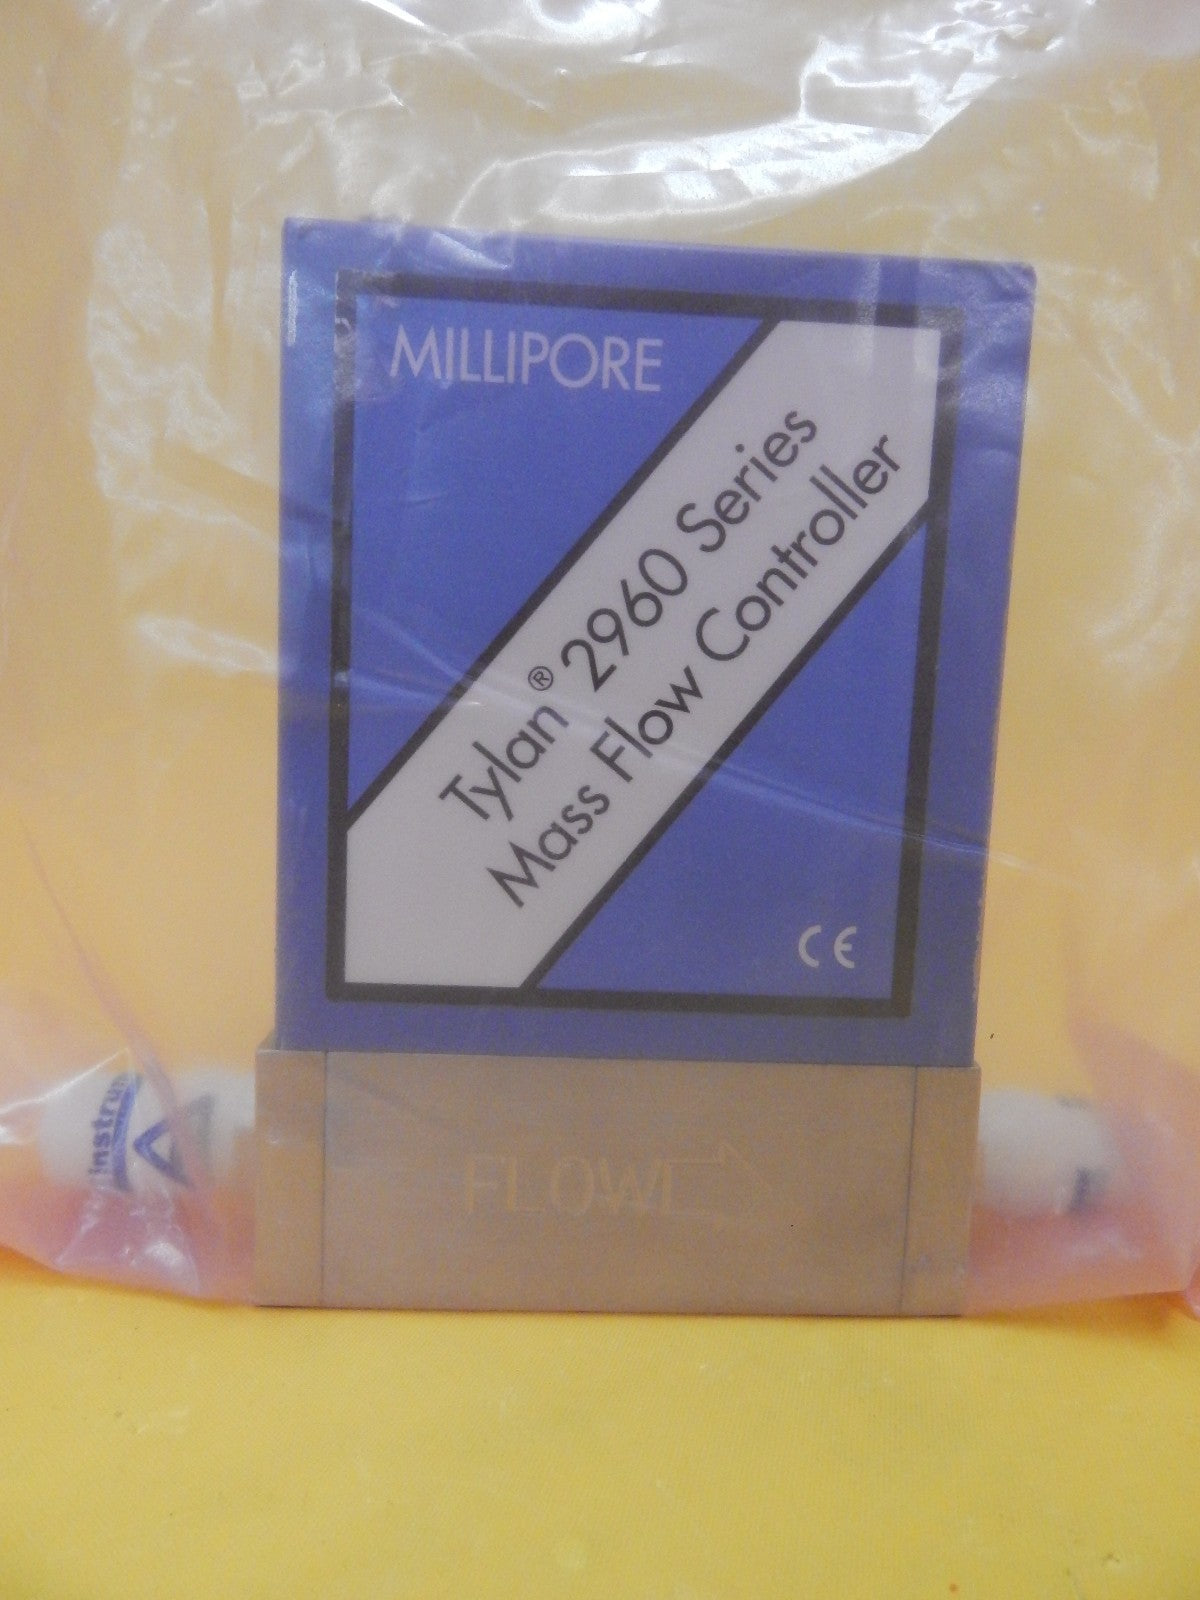 MILLIPORE
Tylan® 2960 Series
Mass Flow Controller
CE
FLOW